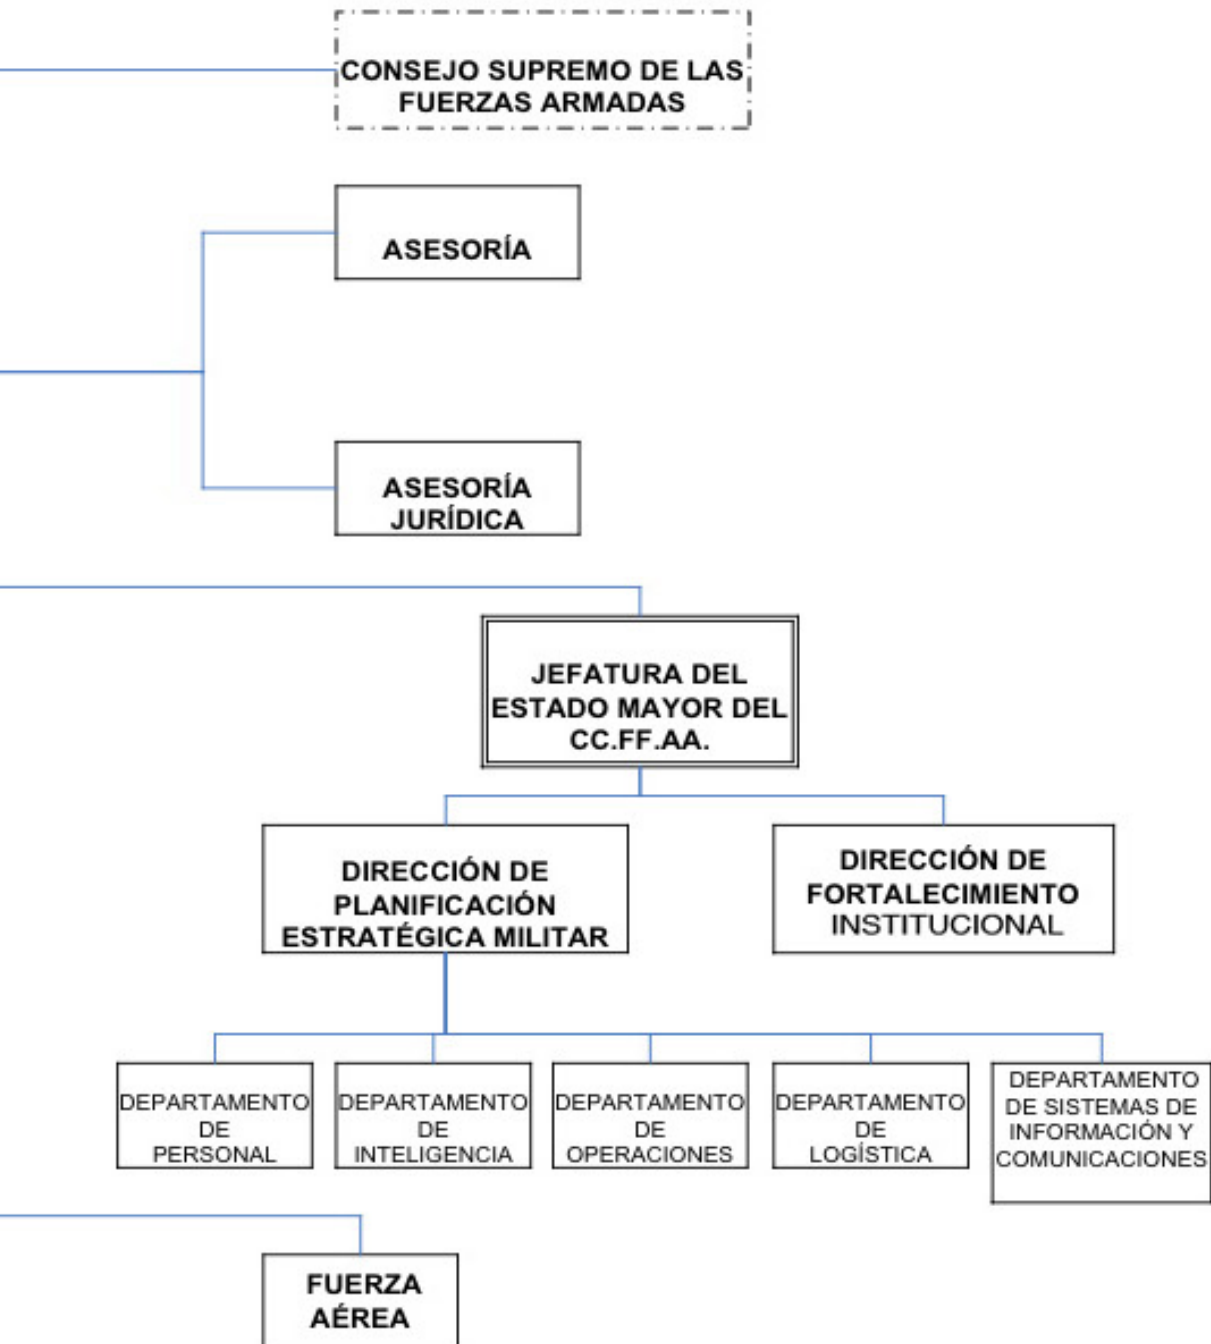 CONSEJO SUPREMO DE LAS
FUERZAS ARMADAS
ASESORÍA
ASESORÍA
JURÍDICA
JEFATURA DEL
ESTADO MAYOR DEL
CC.FF.AA.
DIRECCIÓN DE
PLANIFICACIÓN
ESTRATÉGICA MILITAR
DIRECCIÓN DE
FORTALECIMIENTO
INSTITUCIONAL
DEPARTAMENTO
DE
PERSONAL
DEPARTAMENTO
DE
INTELIGENCIA
DEPARTAMENTO
DE
OPERACIONES
DEPARTAMENTO
DE
LOGÍSTICA
DEPARTAMENTO
DE SISTEMAS DE
INFORMACIÓN Y
COMUNICACIONES
FUERZA
AÉREA